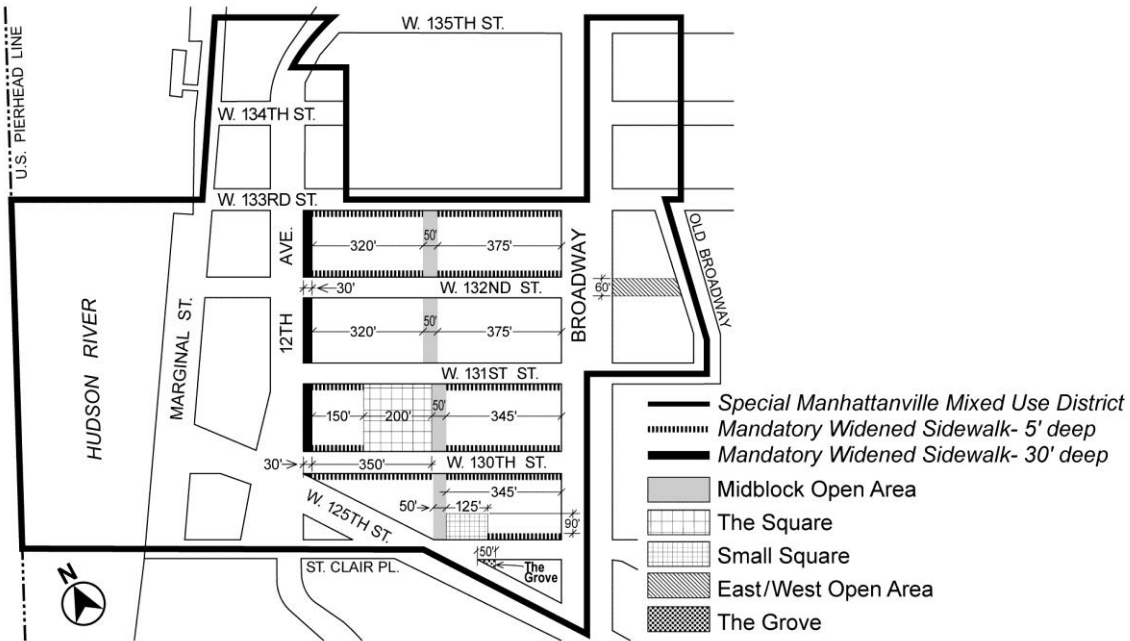 U.S. PIERHEAD LINE
W. 135TH ST.
W. 134TH ST.
W. 133RD ST.
320'
50'
375'
AVE.
BROADWAY
OLD BROADWAY
60'
30'
W. 132ND ST.
HUDSON RIVER
MARGINAL ST.
12TH
320'
50'
375'
W. 131ST ST.
150'
200'
50'
345'
30'
350'
W. 130TH ST.
345'
W. 125TH ST.
50'
125'
90'
50'
The
Grove
ST. CLAIR PL.
N
Special Manhattanville Mixed Use District
Mandatory Widened Sidewalk- 5' deep
Mandatory Widened Sidewalk- 30' deep
Midblock Open Area
The Square
Small Square
East/West Open Area
The Grove